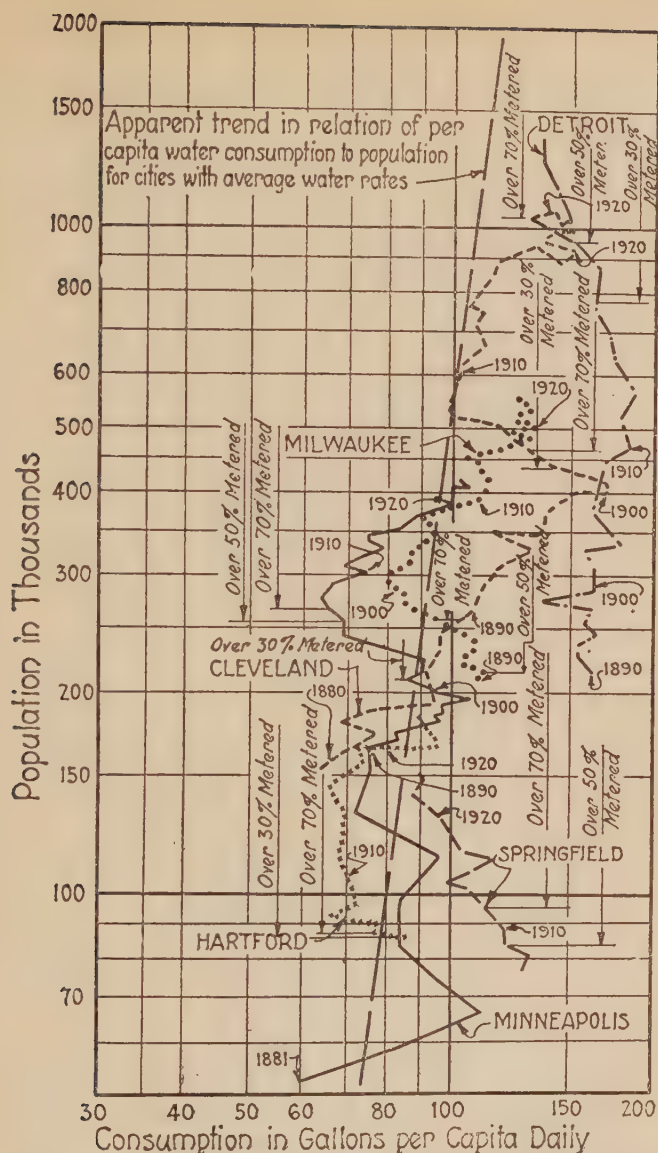 2000
1500
1000
900
800
700
600
500
400
300
200
150
100
70
Population in Thousands
Apparent trend in relation of per
capita water consumption to population
for cities with average water rates
Over 70% Metered
DETROIT
Over 50%
Meter.
Over 30%
Metered
1920
1920
Over 30%
Metered
Over 70% Metered
1910
1920
MILWAUKEE
Over 50% Metered
Over 70% Metered
1920
1910
1910
1900
1910
1900
Over 70%
Metered
Over 50%
Metered
1890
1900
Over 30% Metered
CLEVELAND
1890
1890
1880
1900
Over 70% Metered
Over 50%
Metered
Over 30% Metered
Over 70% Metered
1920
1890
1920
1910
SPRINGFIELD
HARTFORD
1910
MINNEAPOLIS
1881
30 40 50 60 70 80 100 150 200
Consumption in Gallons per Capita Daily